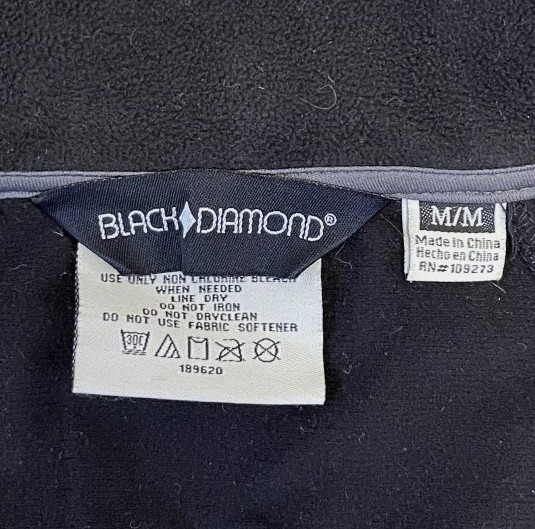 BLACK DIAMOND®
USE ONLY NON CHLORINE BLEACH
WHEN NEEDED
LINE DRY
DO NOT IRON
DO NOT DRYCLEAN
DO NOT USE FABRIC SOFTENER
30C
189620
M/M
Made in China
Hecho en China
RN#109273